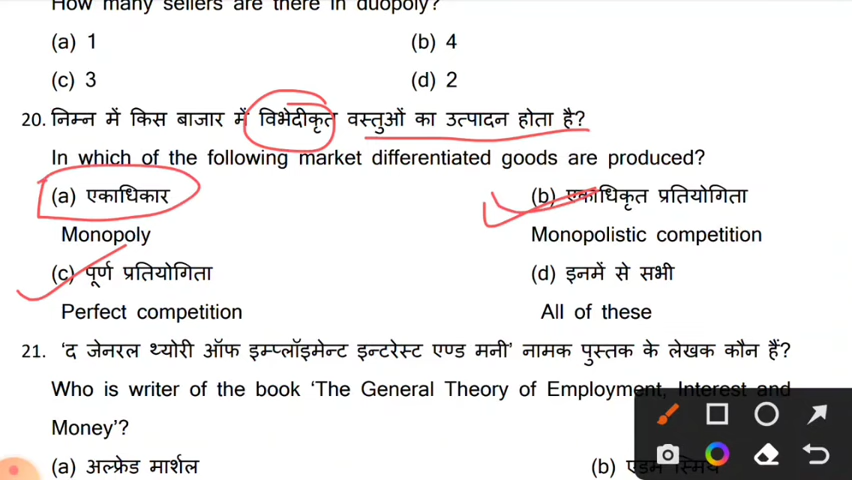 How many sellers are there in duopoly?
(a) 1 (b) 4
(c) 3 (d) 2
20. निम्न में किस बाजार में विभेदीकृत वस्तुओं का उत्पादन होता है?
In which of the following market differentiated goods are produced?
(a) एकाधिकार (b) एकाधिकृत प्रतियोगिता
Monopoly Monopolistic competition
(c) पूर्ण प्रतियोगिता (d) इनमें से सभी
Perfect competition All of these
21. ‘द जेनरल थ्योरी ऑफ इम्प्लॉइमेन्ट इन्टरेस्ट एण्ड मनी’ नामक पुस्तक के लेखक कौन हैं?
Who is writer of the book ‘The General Theory of Employment, Interest and
Money’?
(a) अल्फ्रेड मार्शल (b) एडम स्मिथ